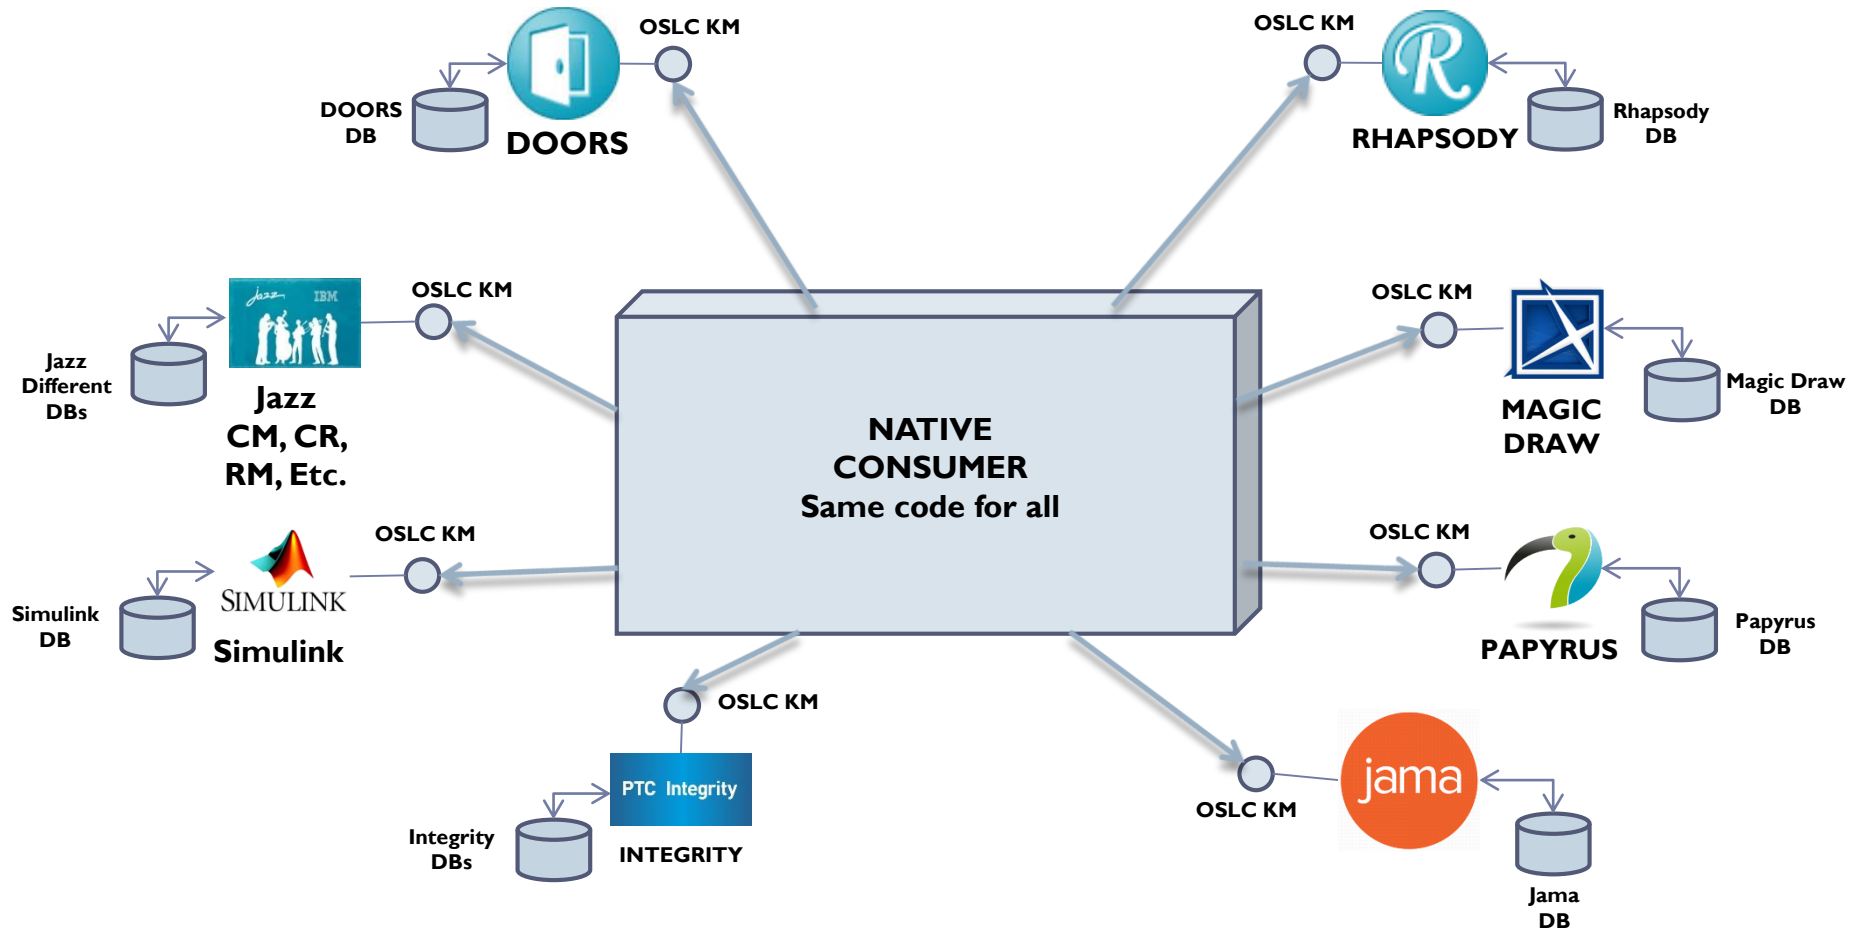 OSLC KM
DOORS
DB
DOORS
OSLC KM
RHAPSODY
Rhapsody
DB
OSLC KM
jazz
IBM
Jazz
Different
DBs
Jazz
CM, CR,
RM, Etc.
OSLC KM
MAGIC
DRAW
Magic Draw
DB
NATIVE
CONSUMER
Same code for all
OSLC KM
SIMULINK
Simulink
DB
Simulink
OSLC KM
PAPYRUS
Papyrus
DB
OSLC KM
PTC Integrity
Integrity
DBs
INTEGRITY
OSLC KM
jama
Jama
DB